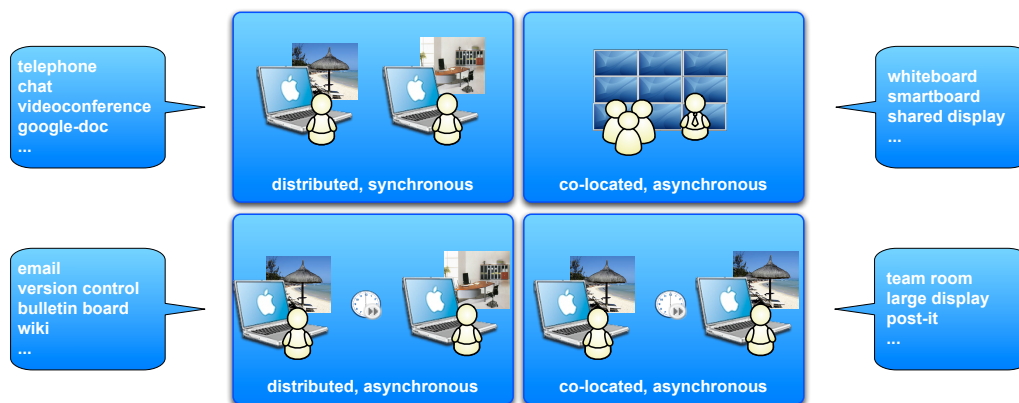 telephone
chat
videoconference
google-doc
...
distributed, synchronous
co-located, asynchronous
whiteboard
smartboard
shared display
...
email
version control
bulletin board
wiki
...
distributed, asynchronous
co-located, asynchronous
team room
large display
post-it
...